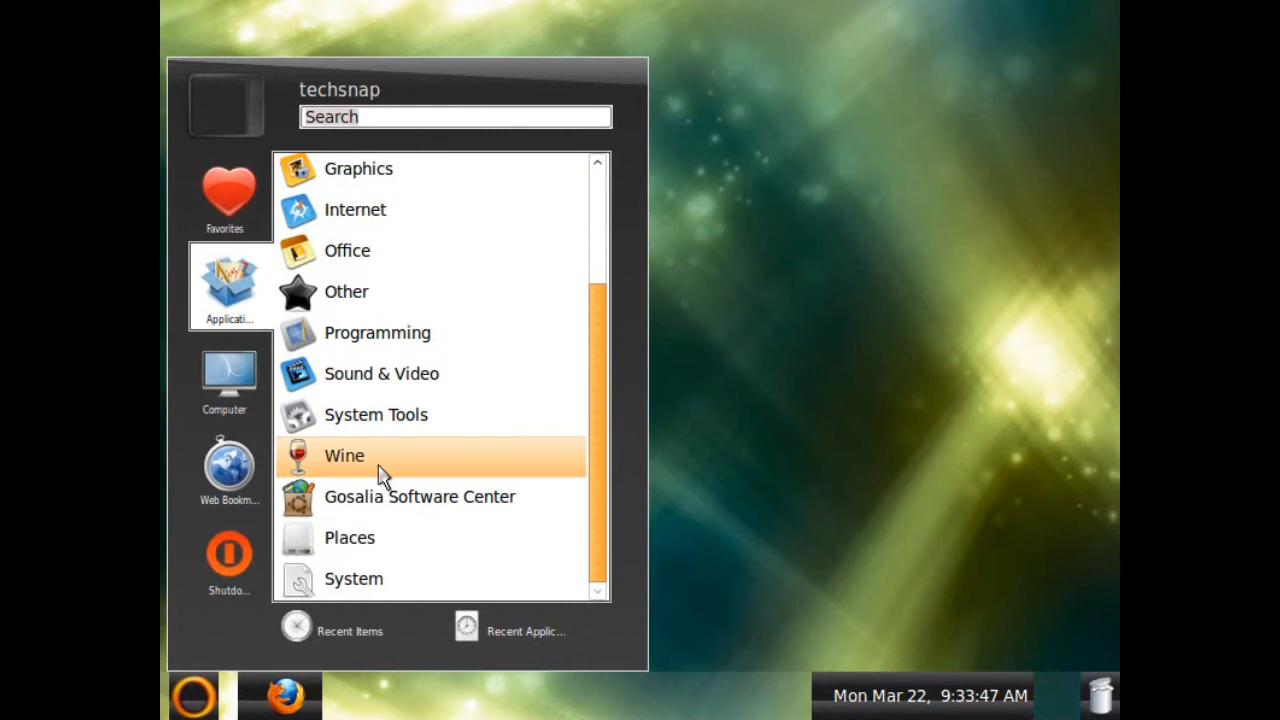 techsnap
Search
Favorites
Applicati...
Computer
Web Bookm...
Shutdo...
Graphics
Internet
Office
Other
Programming
Sound & Video
System Tools
Wine
Gosalia Software Center
Places
System
Recent Items
Recent Applic...
Mon Mar 22, 9:33:47 AM